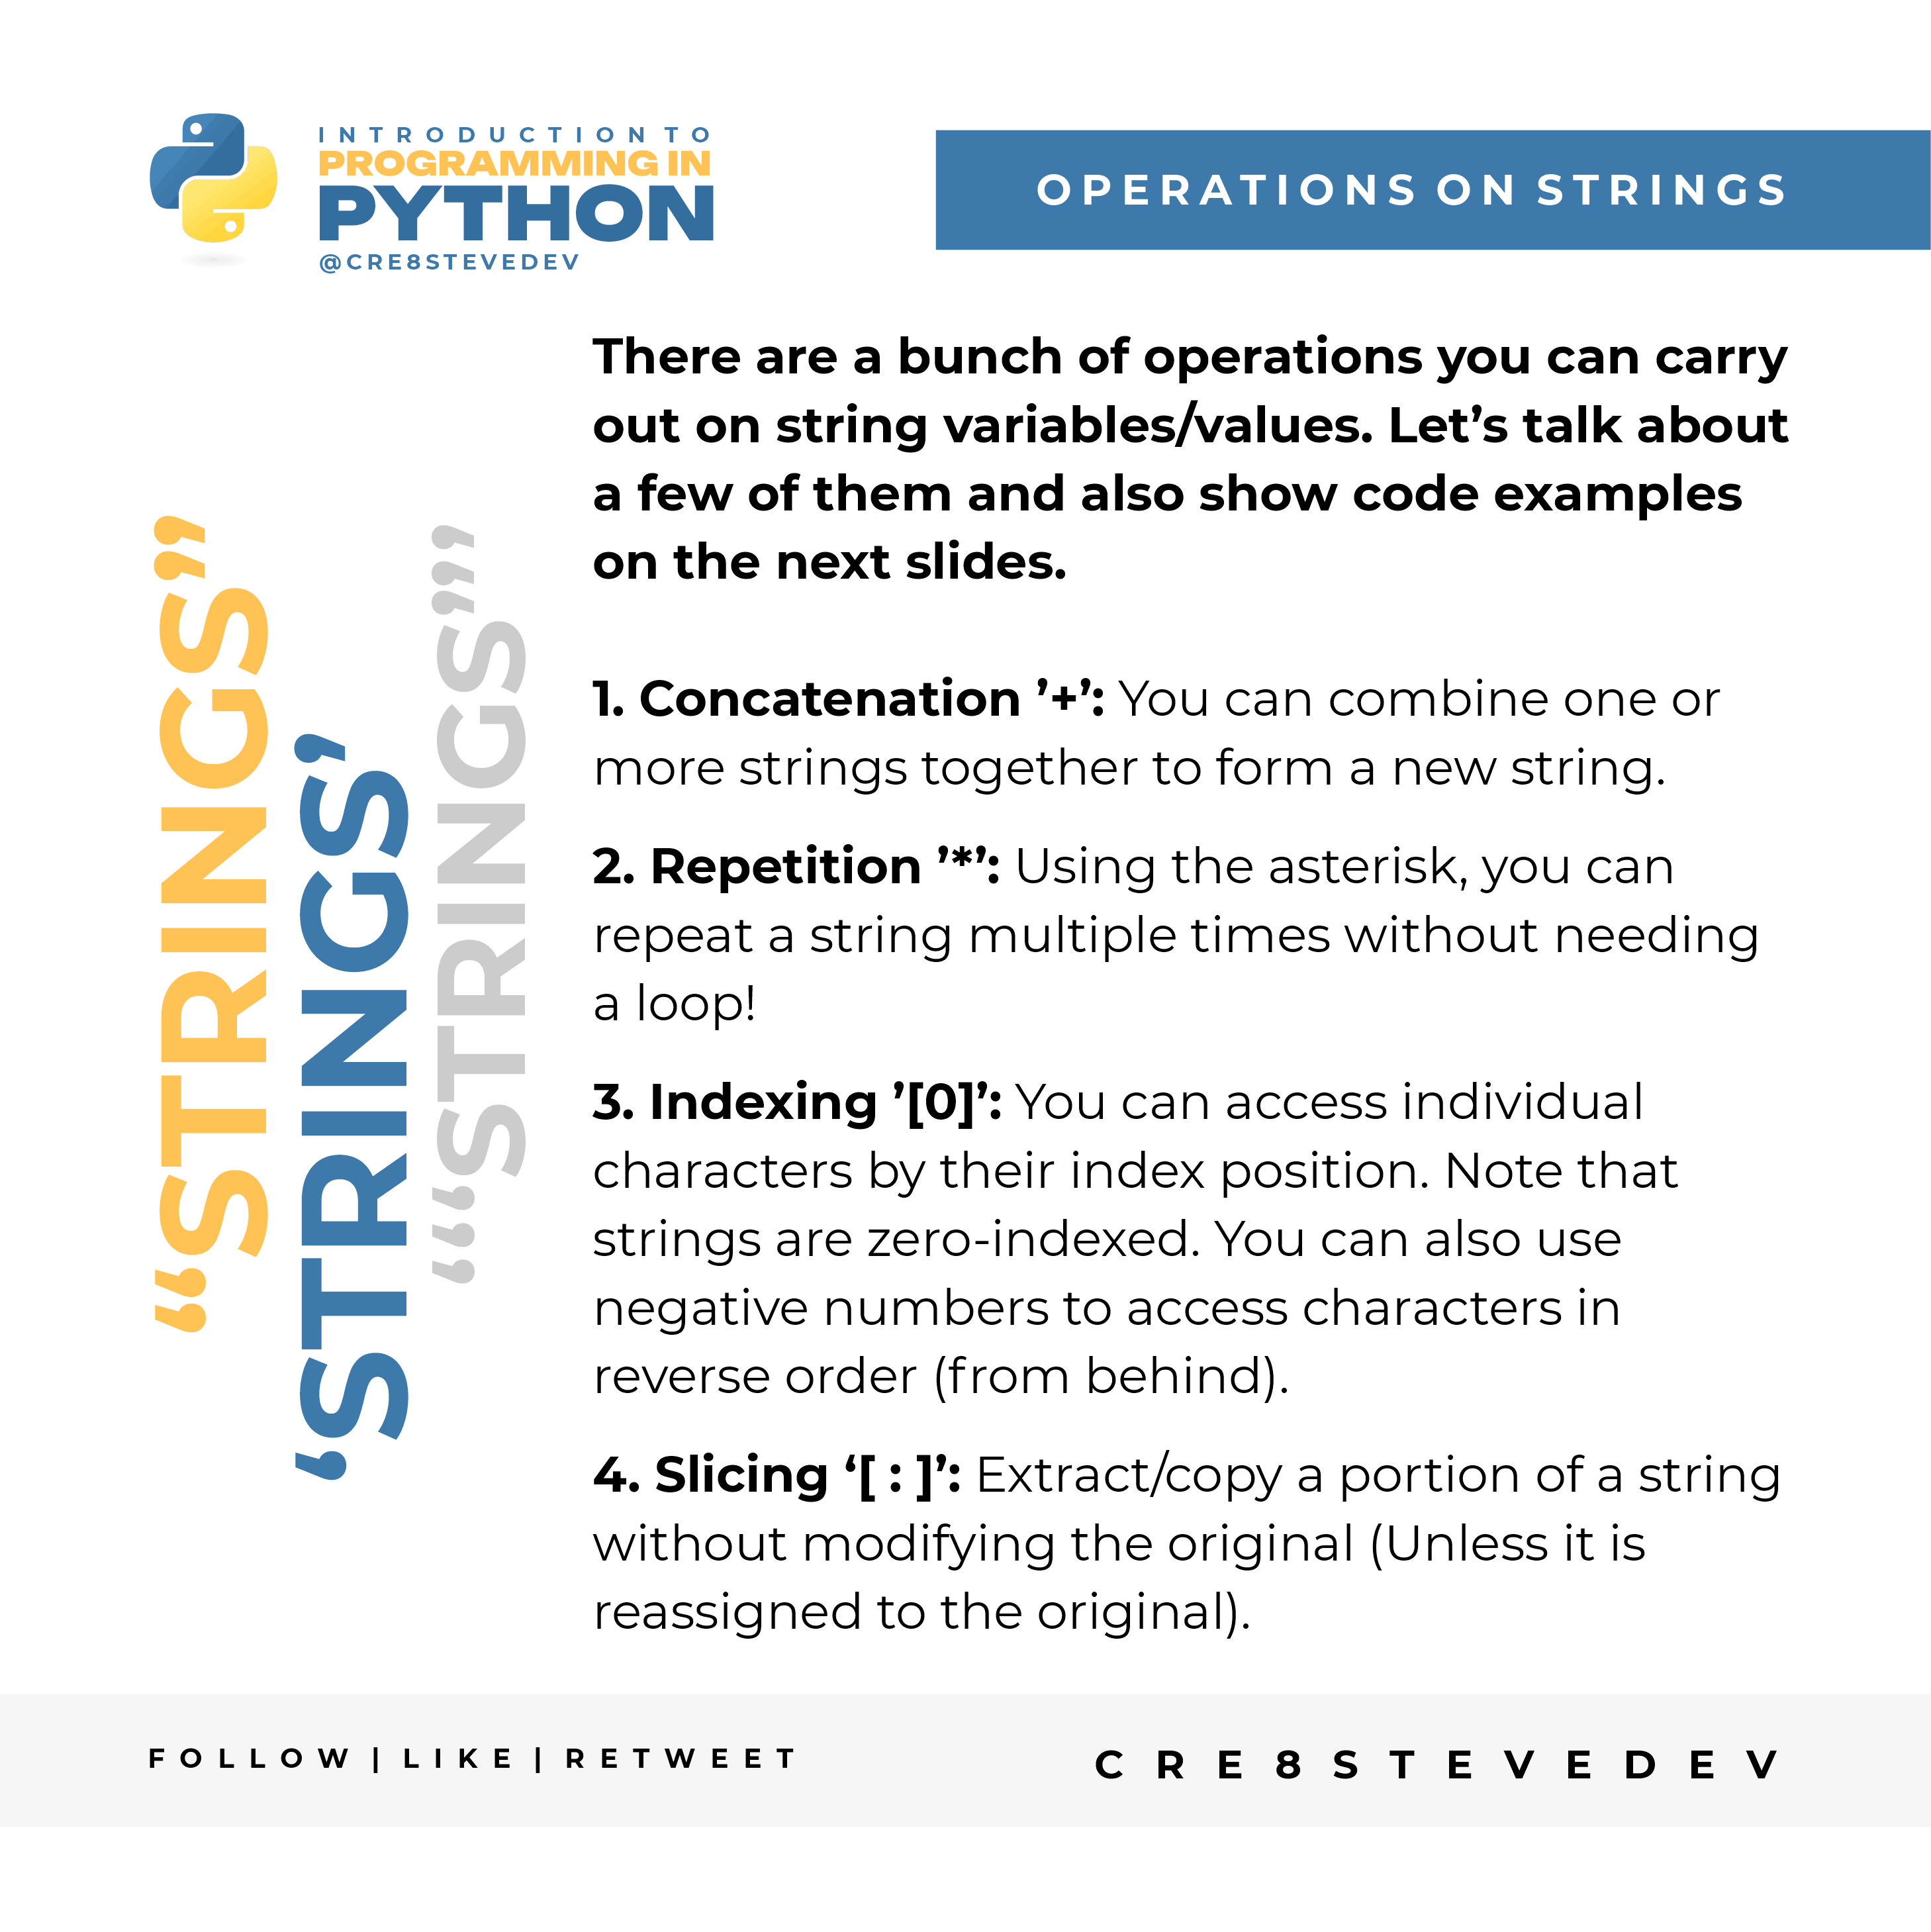 INTRODUCTION TO
PROGRAMMING IN
PYTHON
@CRE8STEVEDEV
OPERATIONS ON STRINGS
There are a bunch of operations you can carry
out on string variables/values. Let’s talk about
a few of them and also show code examples
on the next slides.
“STRINGS”
‘STRINGS’
“‘STRINGS”’
1. Concatenation ’+’: You can combine one or
more strings together to form a new string.
2. Repetition ’*’: Using the asterisk, you can
repeat a string multiple times without needing
a loop!
3. Indexing ’[0]’: You can access individual
characters by their index position. Note that
strings are zero-indexed. You can also use
negative numbers to access characters in
reverse order (from behind).
4. Slicing ‘[ : ]’: Extract/copy a portion of a string
without modifying the original (Unless it is
reassigned to the original).
FOLLOW | LIKE | RETWEET
CRE8STEVEDEV